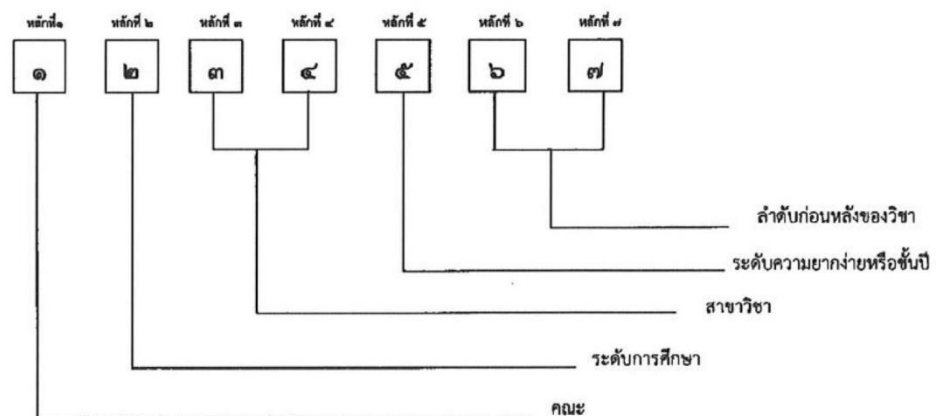 หลักที่๑ หลักที่ ๒ หลักที่ ๓ หลักที่ ๔ หลักที่ ๕ หลักที่ ๖ หลักที่ ๗
๑ ๒ ๓ ๔ ๕ ๖ ๗
ลำดับก่อนหลังของวิชา
ระดับความยากง่ายหรือชั้นปี
สาขาวิชา
ระดับการศึกษา
คณะ